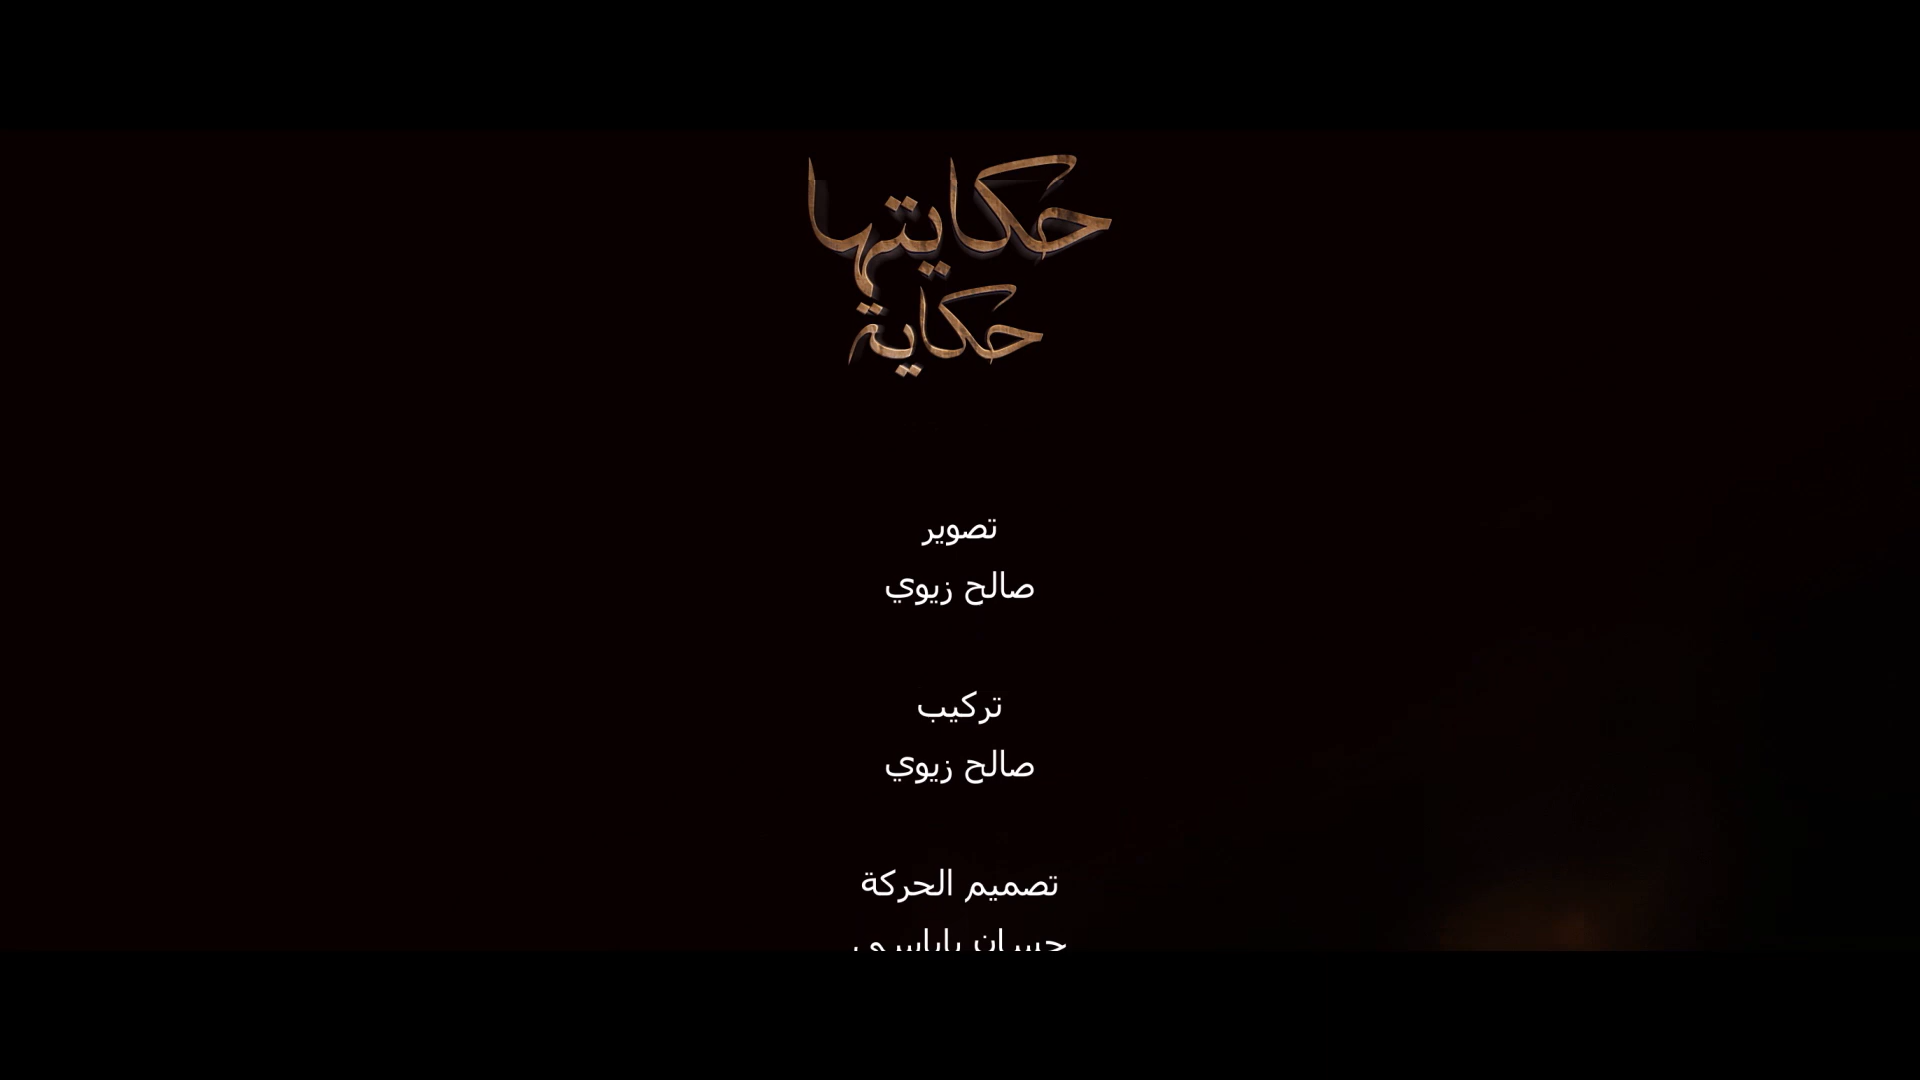 حكايتها
حكاية
تصوير
صالح زيوي
تركيب
صالح زيوي
تصميم الحركة